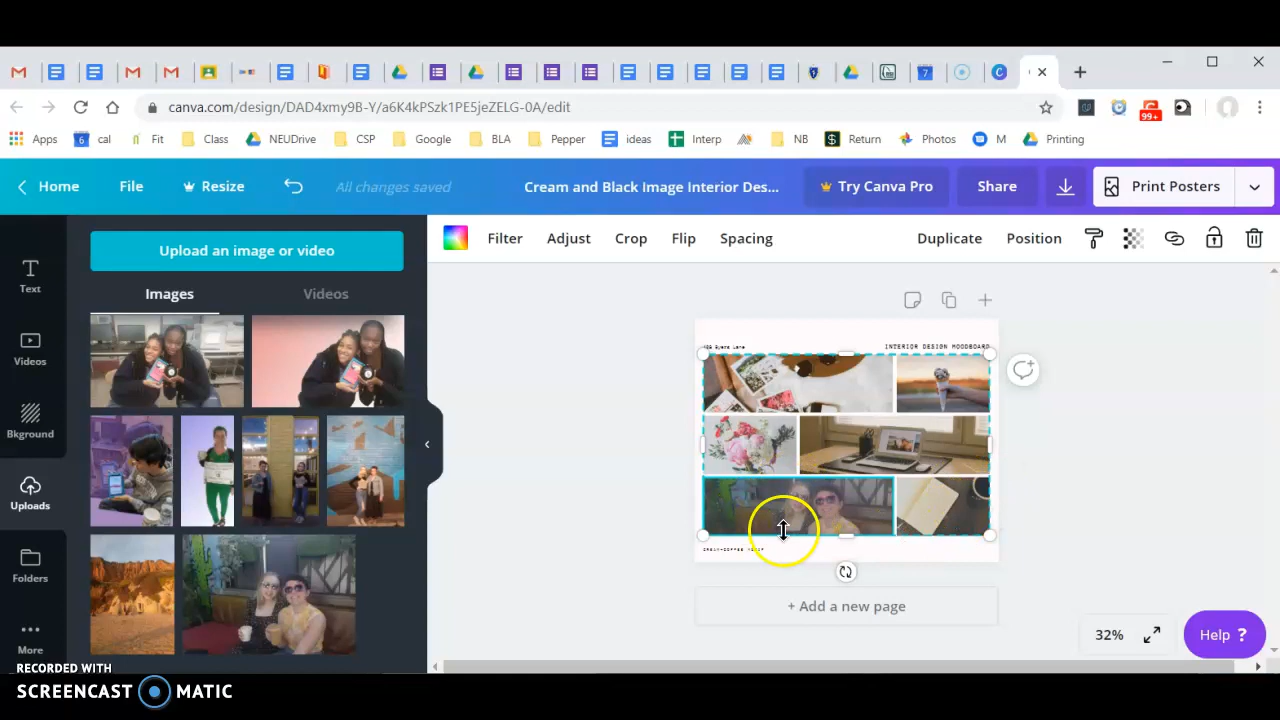 canva.com/design/DAD4xmy9B-Y/a6K4kPSzk1PE5jeZELG-0A/edit
99+
Apps
6
cal
Fit
Class
NEUDrive
CSP
Google
BLA
Pepper
ideas
Interp
NB
Return
Photos
M
Printing
Home
File
Resize
All changes saved
Cream and Black Image Interior Des...
Try Canva Pro
Share
Print Posters
Upload an image or video
Filter
Adjust
Crop
Flip
Spacing
Duplicate
Position
Text
Images
Videos
Videos
Bkground
Uploads
Folders
More
INTERIOR DESIGN MOODBOARD
+ Add a new page
32%
Help ?
RECORDED WITH
SCREENCAST MATIC